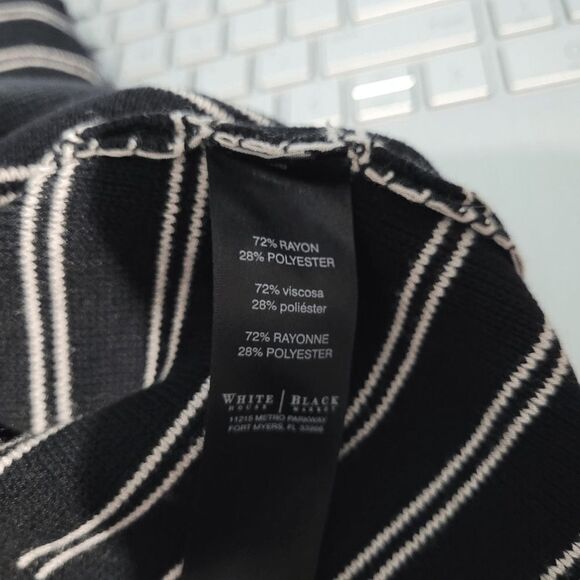 72% RAYON
28% POLYESTER
72% viscosa
28% poliéster
72% RAYONNE
28% POLYESTER
WHITE | BLACK
HOUSE MARKET
11215 METRO PARKWAY
FORT MYERS, FL 33966